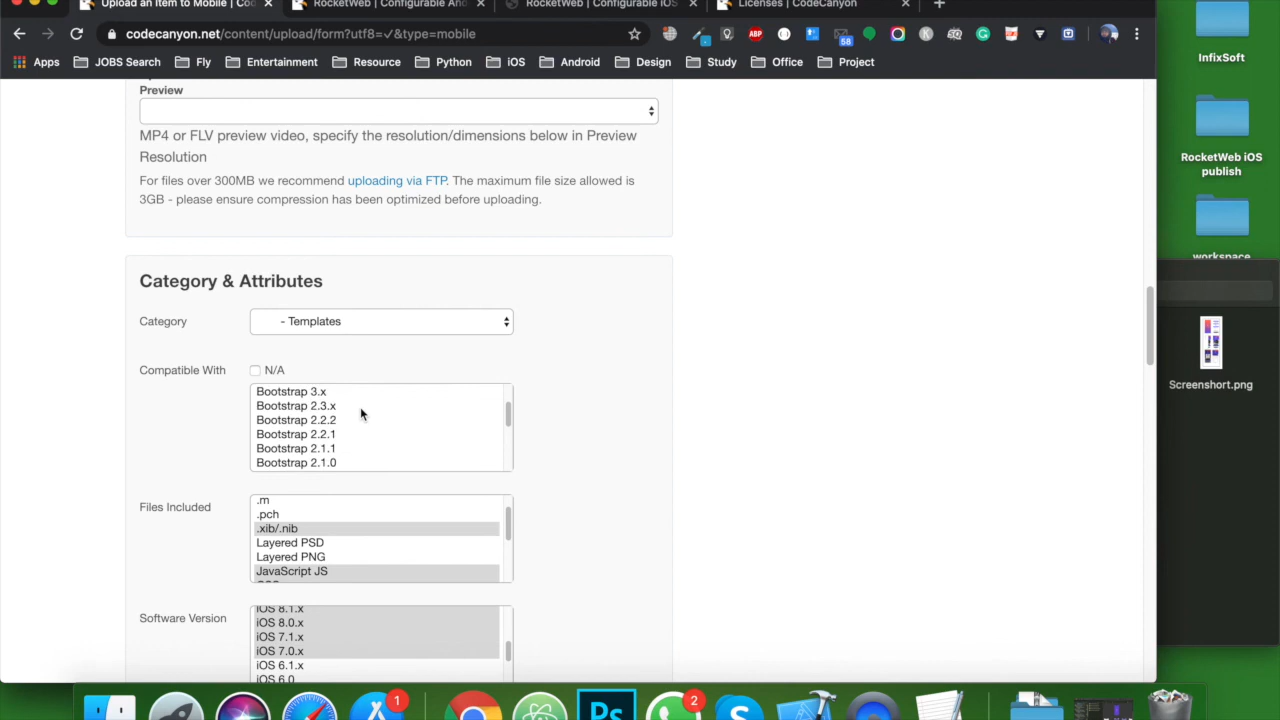 Upload an Item to Mobile | Co
RocketWeb | Configurable And
RocketWeb | Configurable iOS
Licenses | CodeCanyon
codecanyon.net/content/upload/form?utf8=✓&type=mobile
58
Apps
JOBS Search
Fly
Entertainment
Resource
Python
iOS
Android
Design
Study
Office
Project
InfixSoft
RocketWeb iOS
publish
workspace
Screenshort.png
Preview
MP4 or FLV preview video, specify the resolution/dimensions below in Preview
Resolution
For files over 300MB we recommend uploading via FTP. The maximum file size allowed is
3GB - please ensure compression has been optimized before uploading.
Category & Attributes
Category
- Templates
Compatible With
N/A
Bootstrap 3.x
Bootstrap 2.3.x
Bootstrap 2.2.2
Bootstrap 2.2.1
Bootstrap 2.1.1
Bootstrap 2.1.0
Files Included
.m
.pch
.xib/.nib
Layered PSD
Layered PNG
JavaScript JS
Software Version
iOS 8.1.x
iOS 8.0.x
iOS 7.1.x
iOS 7.0.x
iOS 6.1.x
iOS 6.0
1
Ps
2